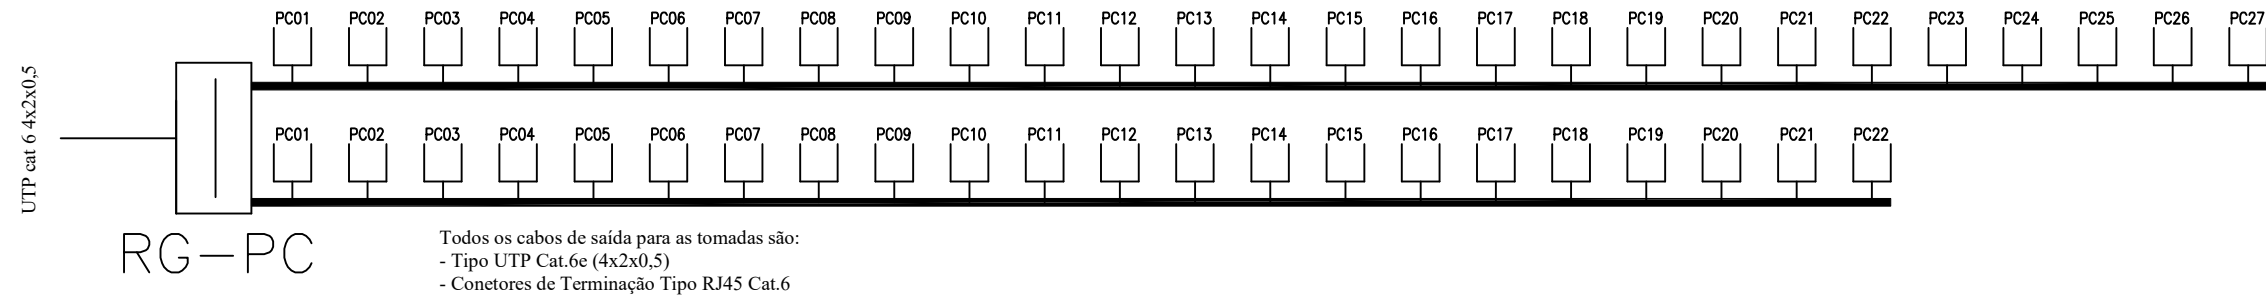 PC01 PC02 PC03 PC04 PC05 PC06 PC07 PC08 PC09 PC10 PC11 PC12 PC13 PC14 PC15 PC16 PC17 PC18 PC19 PC20 PC21 PC22 PC23 PC24 PC25 PC26 PC27
UTP cat 6 4x2x0,5
PC01 PC02 PC03 PC04 PC05 PC06 PC07 PC08 PC09 PC10 PC11 PC12 PC13 PC14 PC15 PC16 PC17 PC18 PC19 PC20 PC21 PC22
RG-PC
Todos os cabos de saída para as tomadas são:
- Tipo UTP Cat.6e (4x2x0,5)
- Conetores de Terminação Tipo RJ45 Cat.6